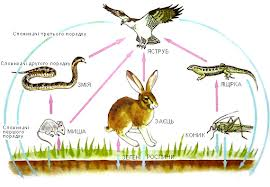 Споживачі третього порядку
ЯСТРУБ
Споживачі другого порядку
ЗМІЯ
ЯЩІРКА
Споживачі
першого
порядку
МИША
ЗАЄЦЬ
КОНИК
ЗЕЛЕНІ РОСЛИНИ